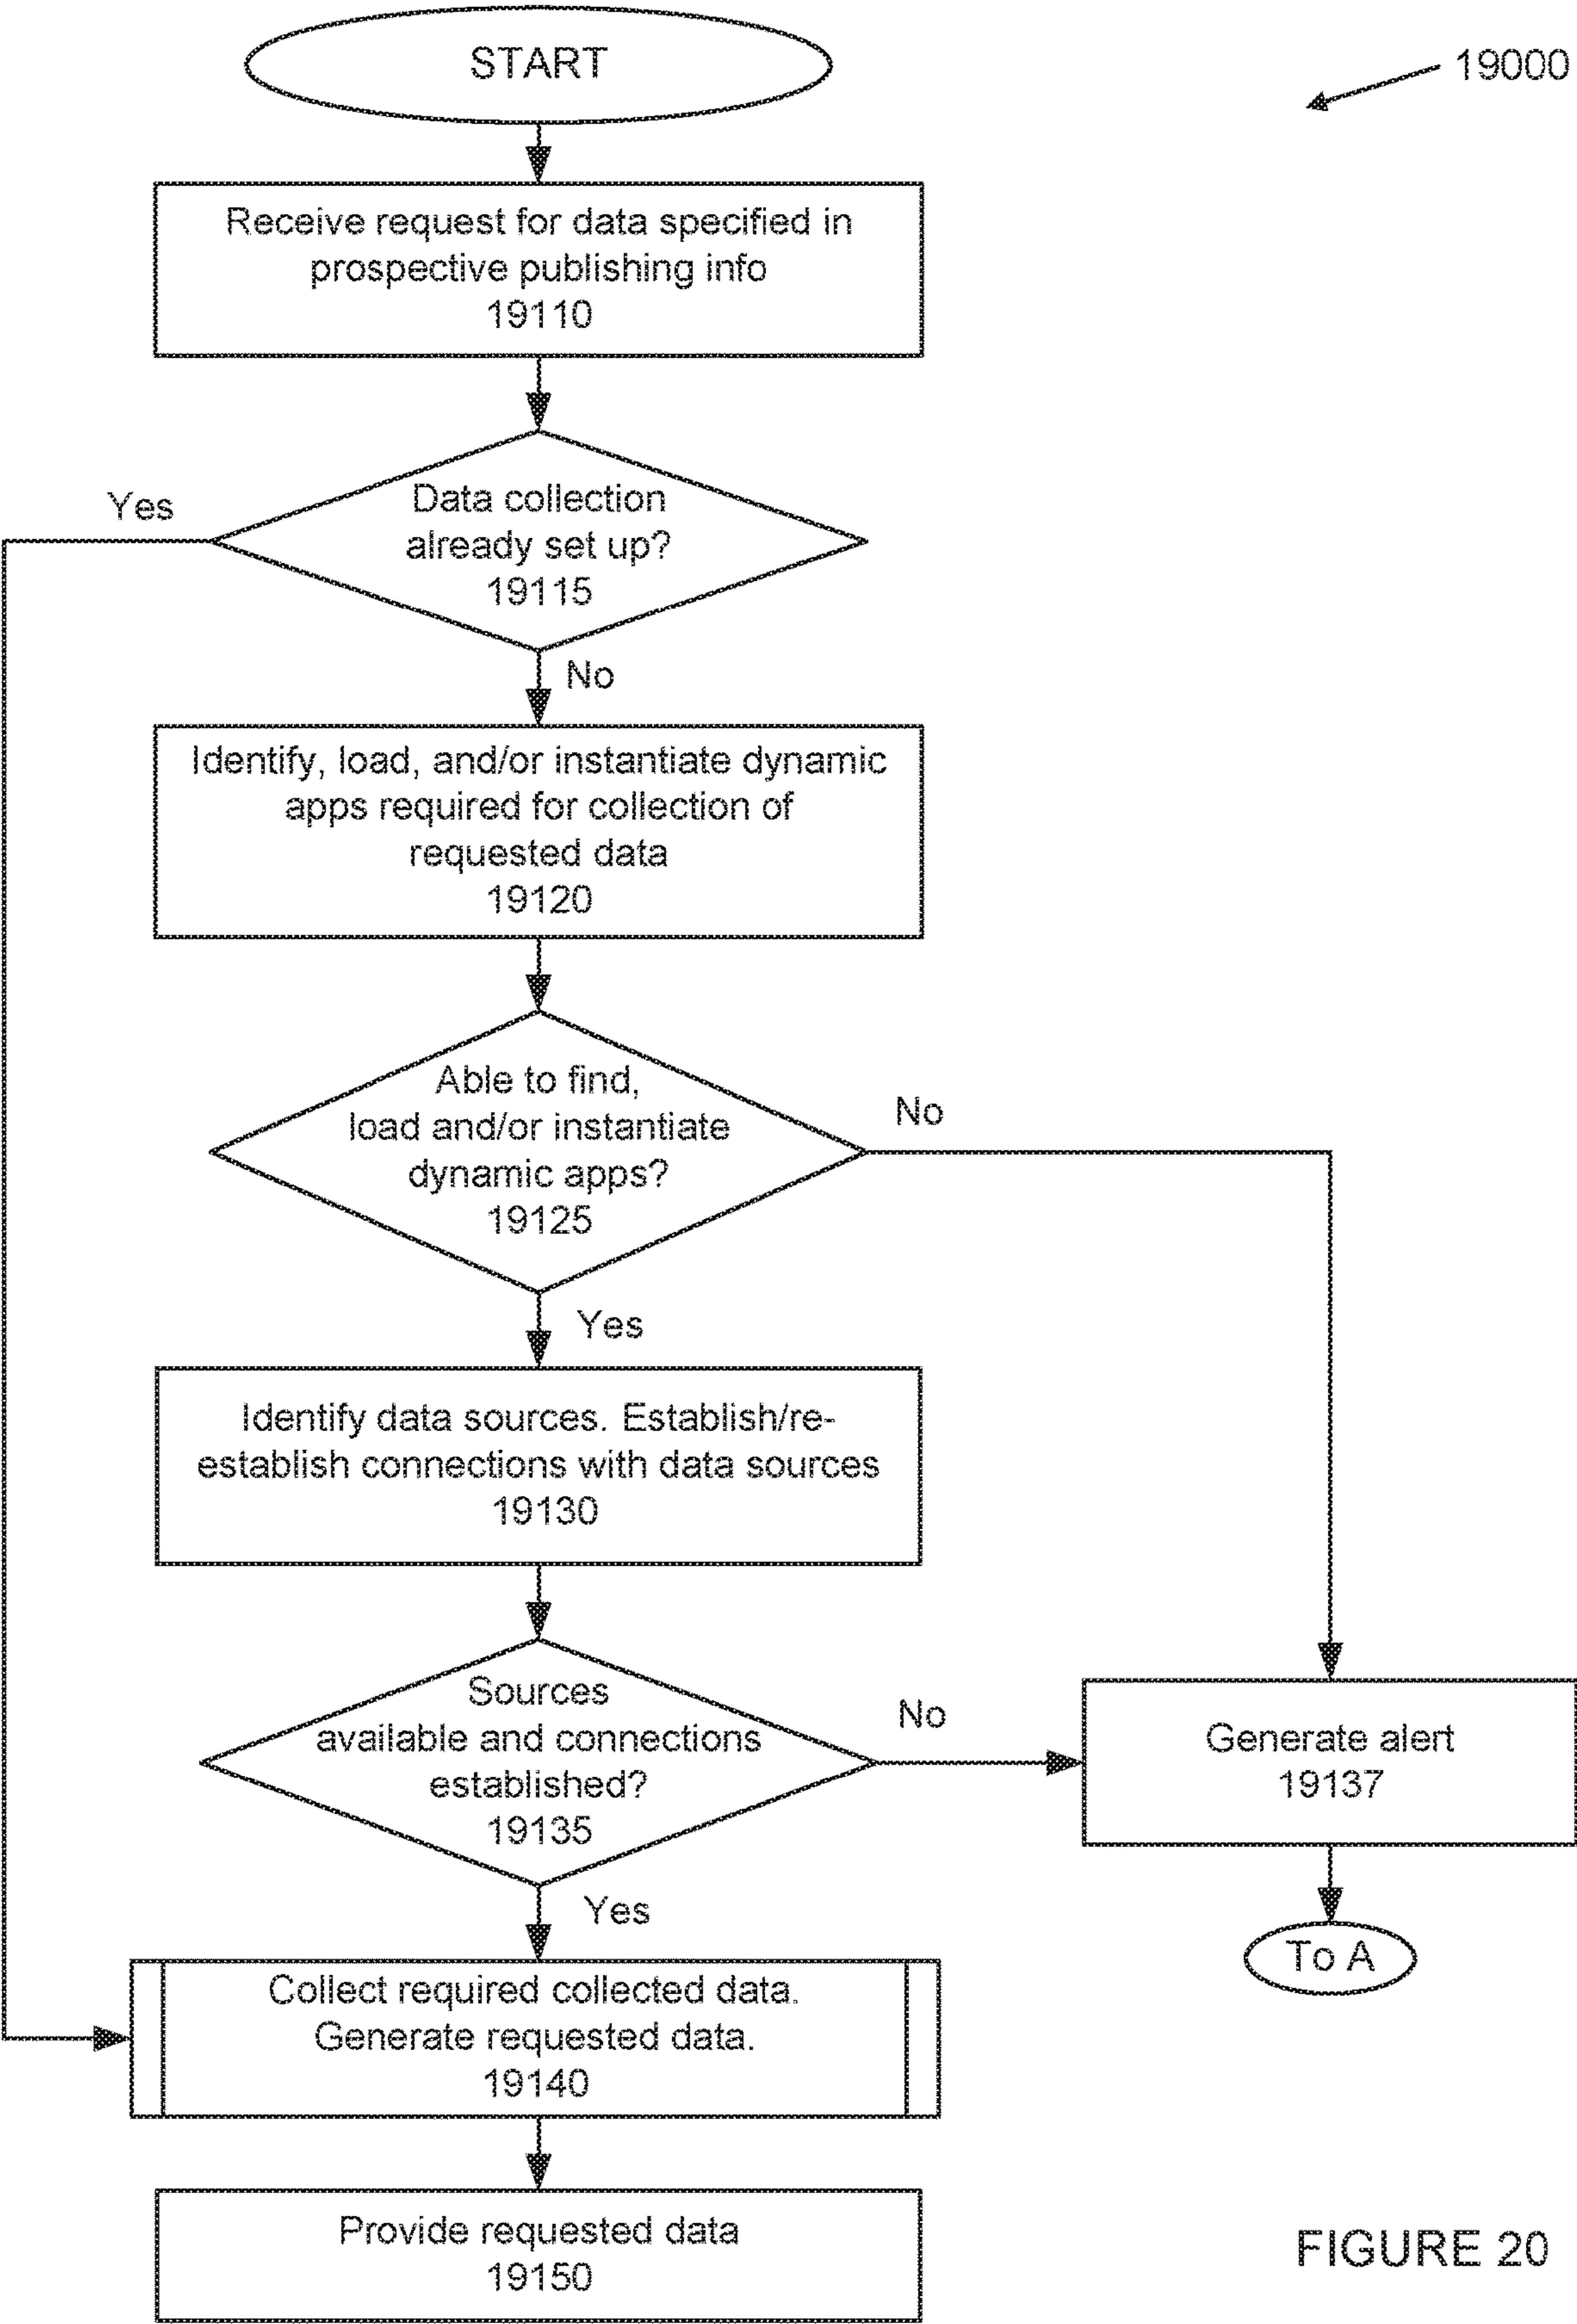 START
19000
Receive request for data specified in
prospective publishing info
19110
Yes
Data collection
already set up?
19115
No
Identify, load, and/or instantiate dynamic
apps required for collection of
requested data
19120
Able to find,
load and/or instantiate
dynamic apps?
19125
No
Yes
Identify data sources. Establish/re-
establish connections with data sources
19130
Sources
available and connections
established?
19135
No
Generate alert
19137
Yes
To A
Collect required collected data.
Generate requested data.
19140
Provide requested data
19150
FIGURE 20